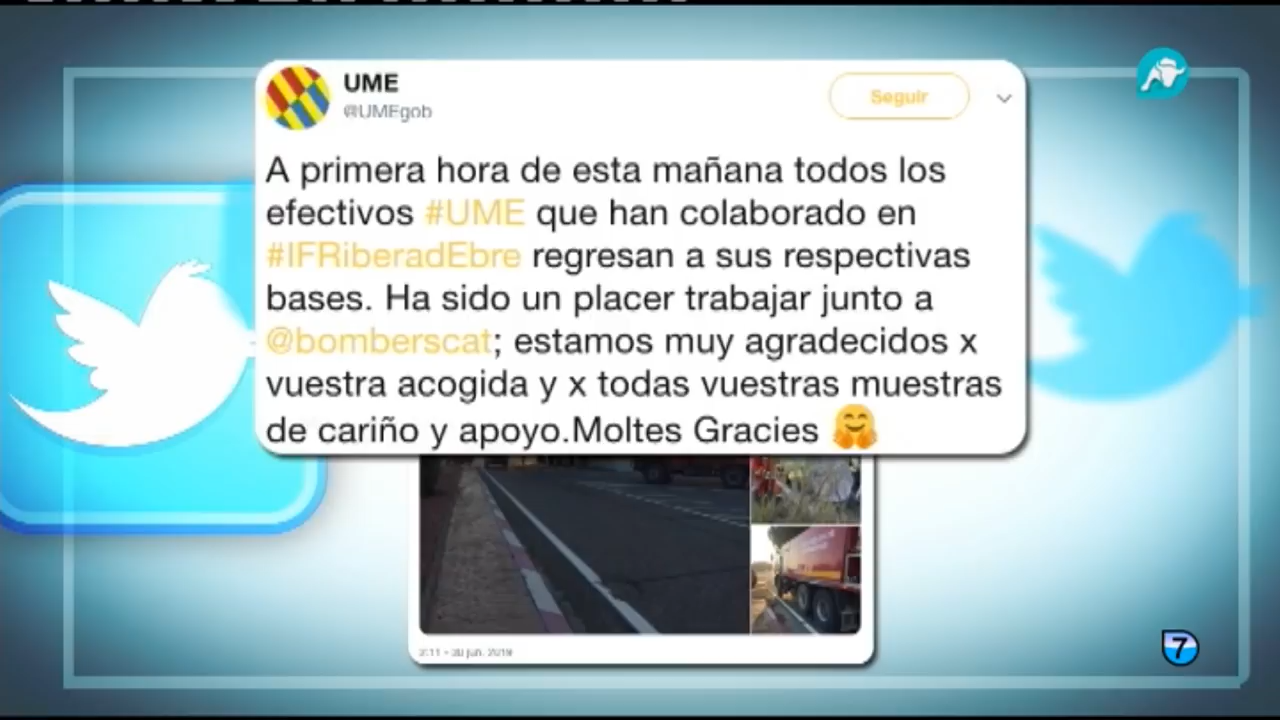 UME
@UMEgob
Seguir
A primera hora de esta mañana todos los
efectivos #UME que han colaborado en
#IFRiberadEbre regresan a sus respectivas
bases. Ha sido un placer trabajar junto a
@bomberscat; estamos muy agradecidos x
vuestra acogida y x todas vuestras muestras
de cariño y apoyo.Moltes Gracies 🤗
7